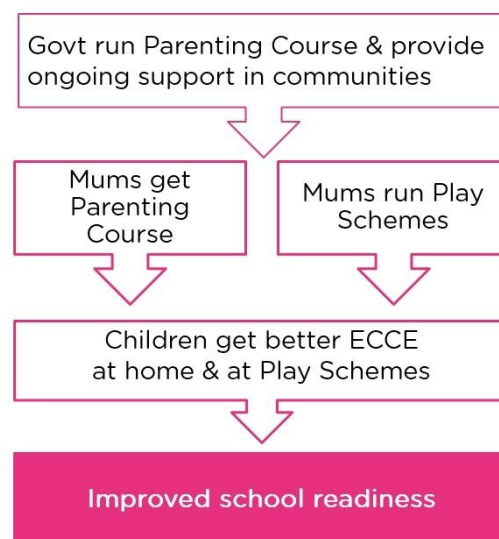 Govt run Parenting Course & provide
ongoing support in communities
Mums get
Parenting
Course
Mums run Play
Schemes
Children get better ECCE
at home & at Play Schemes
Improved school readiness